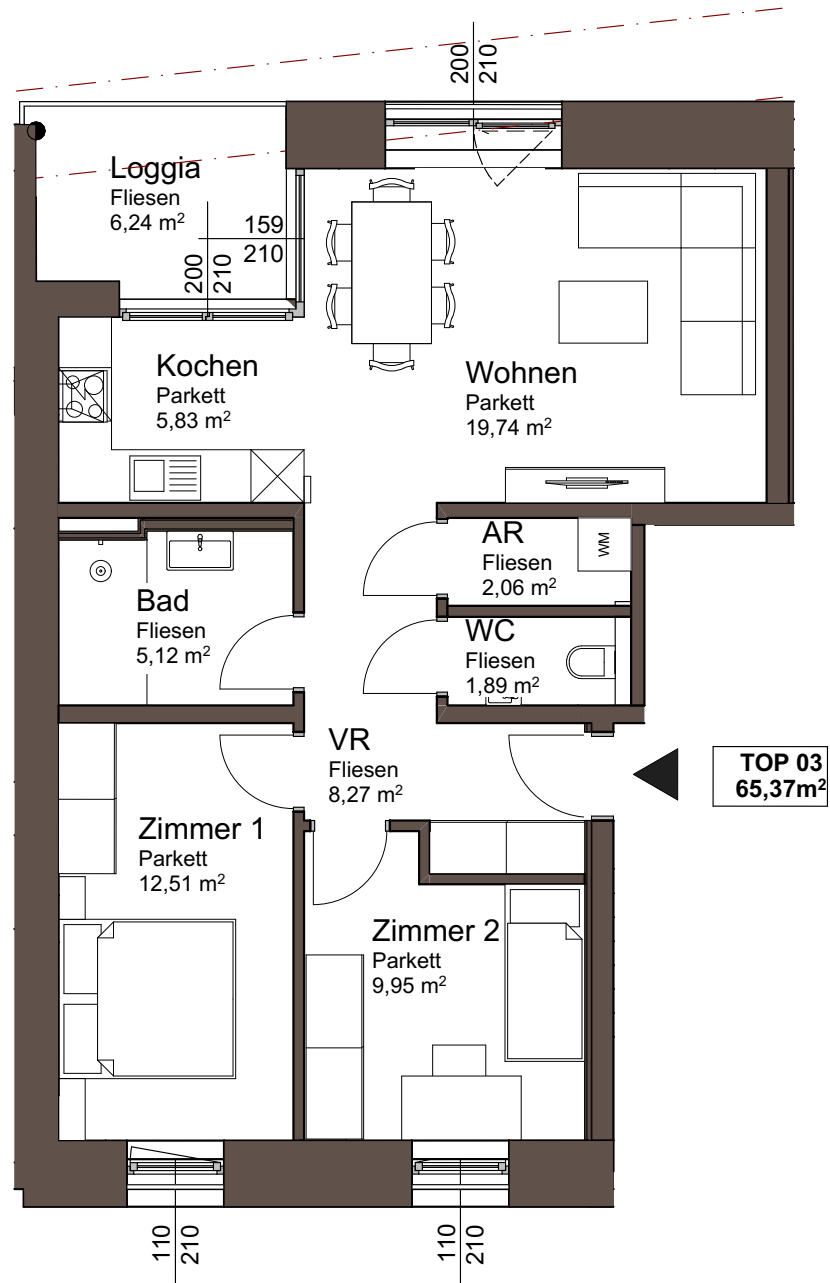 200
210
Loggia
Fliesen
6,24 m²
159
210
200
210
Kochen
Parkett
5,83 m²
Wohnen
Parkett
19,74 m²
AR
Fliesen
2,06 m²
WM
Bad
Fliesen
5,12 m²
WC
Fliesen
1,89 m²
VR
Fliesen
8,27 m²
TOP 03
65,37m²
Zimmer 1
Parkett
12,51 m²
Zimmer 2
Parkett
9,95 m²
110
210
110
210